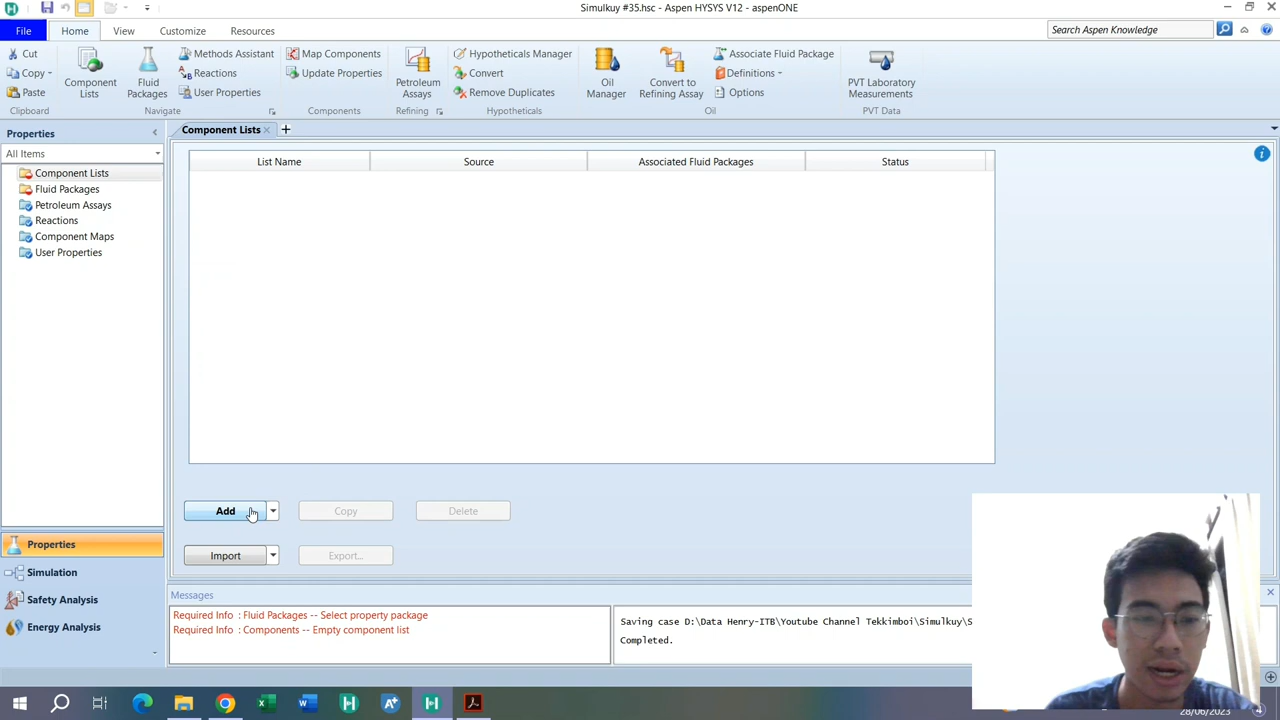 Simulkuy #35.hsc - Aspen HYSYS V12 - aspenONE
File
Home
View
Customize
Resources
Search Aspen Knowledge
Cut
Copy
Paste
Clipboard
Component
Lists
Fluid
Packages
Methods Assistant
Reactions
User Properties
Navigate
Map Components
Update Properties
Components
Petroleum
Assays
Refining
Hypotheticals Manager
Convert
Remove Duplicates
Hypotheticals
Oil
Manager
Convert to
Refining Assay
Associate Fluid Package
Definitions
Options
Oil
PVT Laboratory
Measurements
PVT Data
Properties
All Items
Component Lists
Fluid Packages
Petroleum Assays
Reactions
Component Maps
User Properties
Properties
Simulation
Safety Analysis
Energy Analysis
Component Lists
List Name
Source
Associated Fluid Packages
Status
Add
Copy
Delete
Import
Export...
Messages
Required Info : Fluid Packages -- Select property package
Required Info : Components -- Empty component list
Saving case D:\Data Henry-ITB\Youtube Channel Tekkimboi\Simulkuy\S
Completed.
28/06/2023